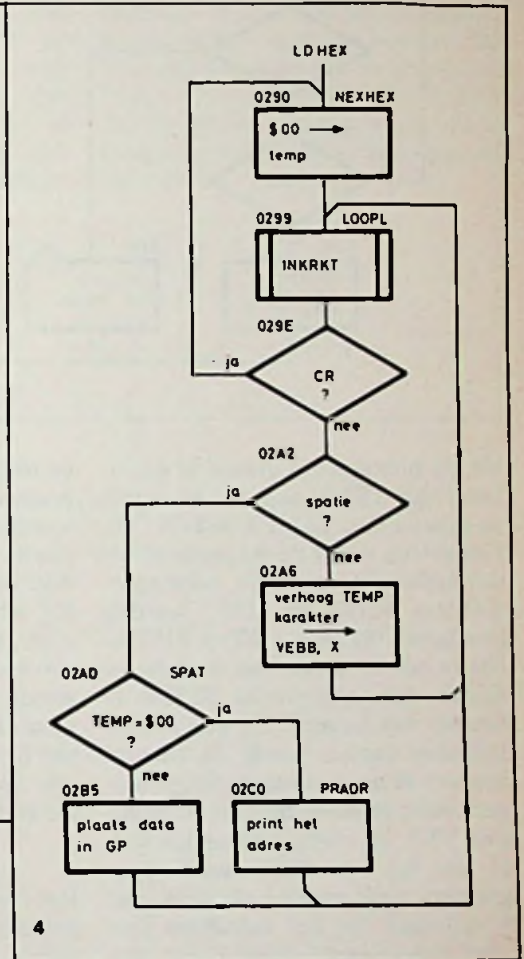 LDHEX
0290 NEXHEX
$00 →
temp
0299 LOOPL
INKRKT
029E
ja
CR
?
nee
02A2
ja
spatie
?
nee
02A6
verhoog TEMP
karakter
→
VEBB, X
02AD SPAT
TEMP = $00
?
ja
nee
02B5
plaats data
in GP
02C0 PRADR
print het
adres
4